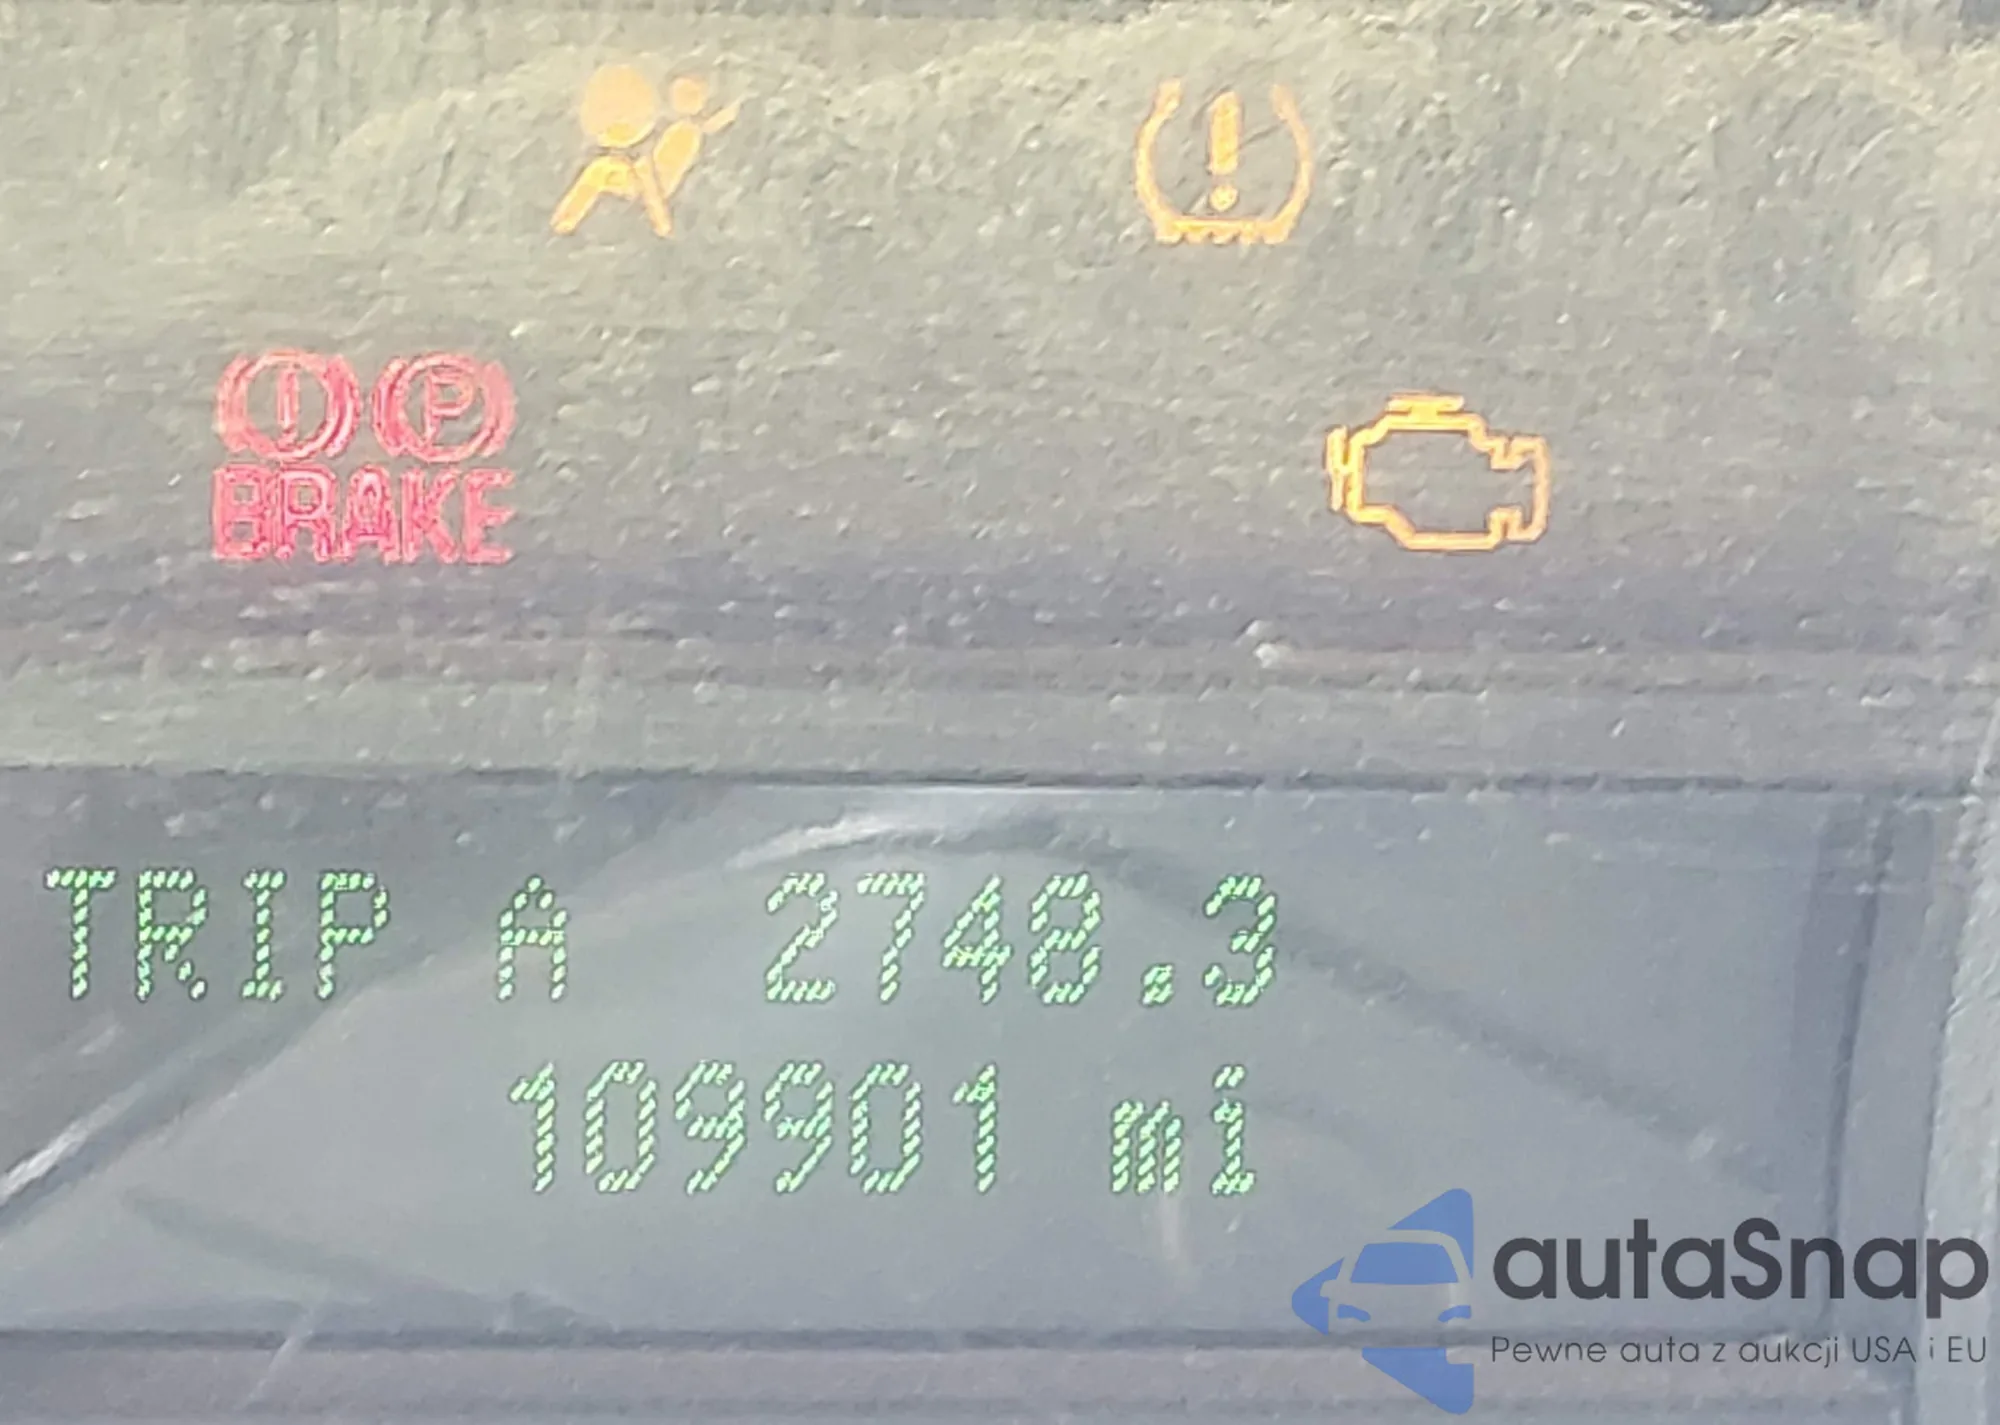 BRAKE
TRIP A 2748.3
109901 mi
autaSnap
Pewne auta z aukcji USA i EU